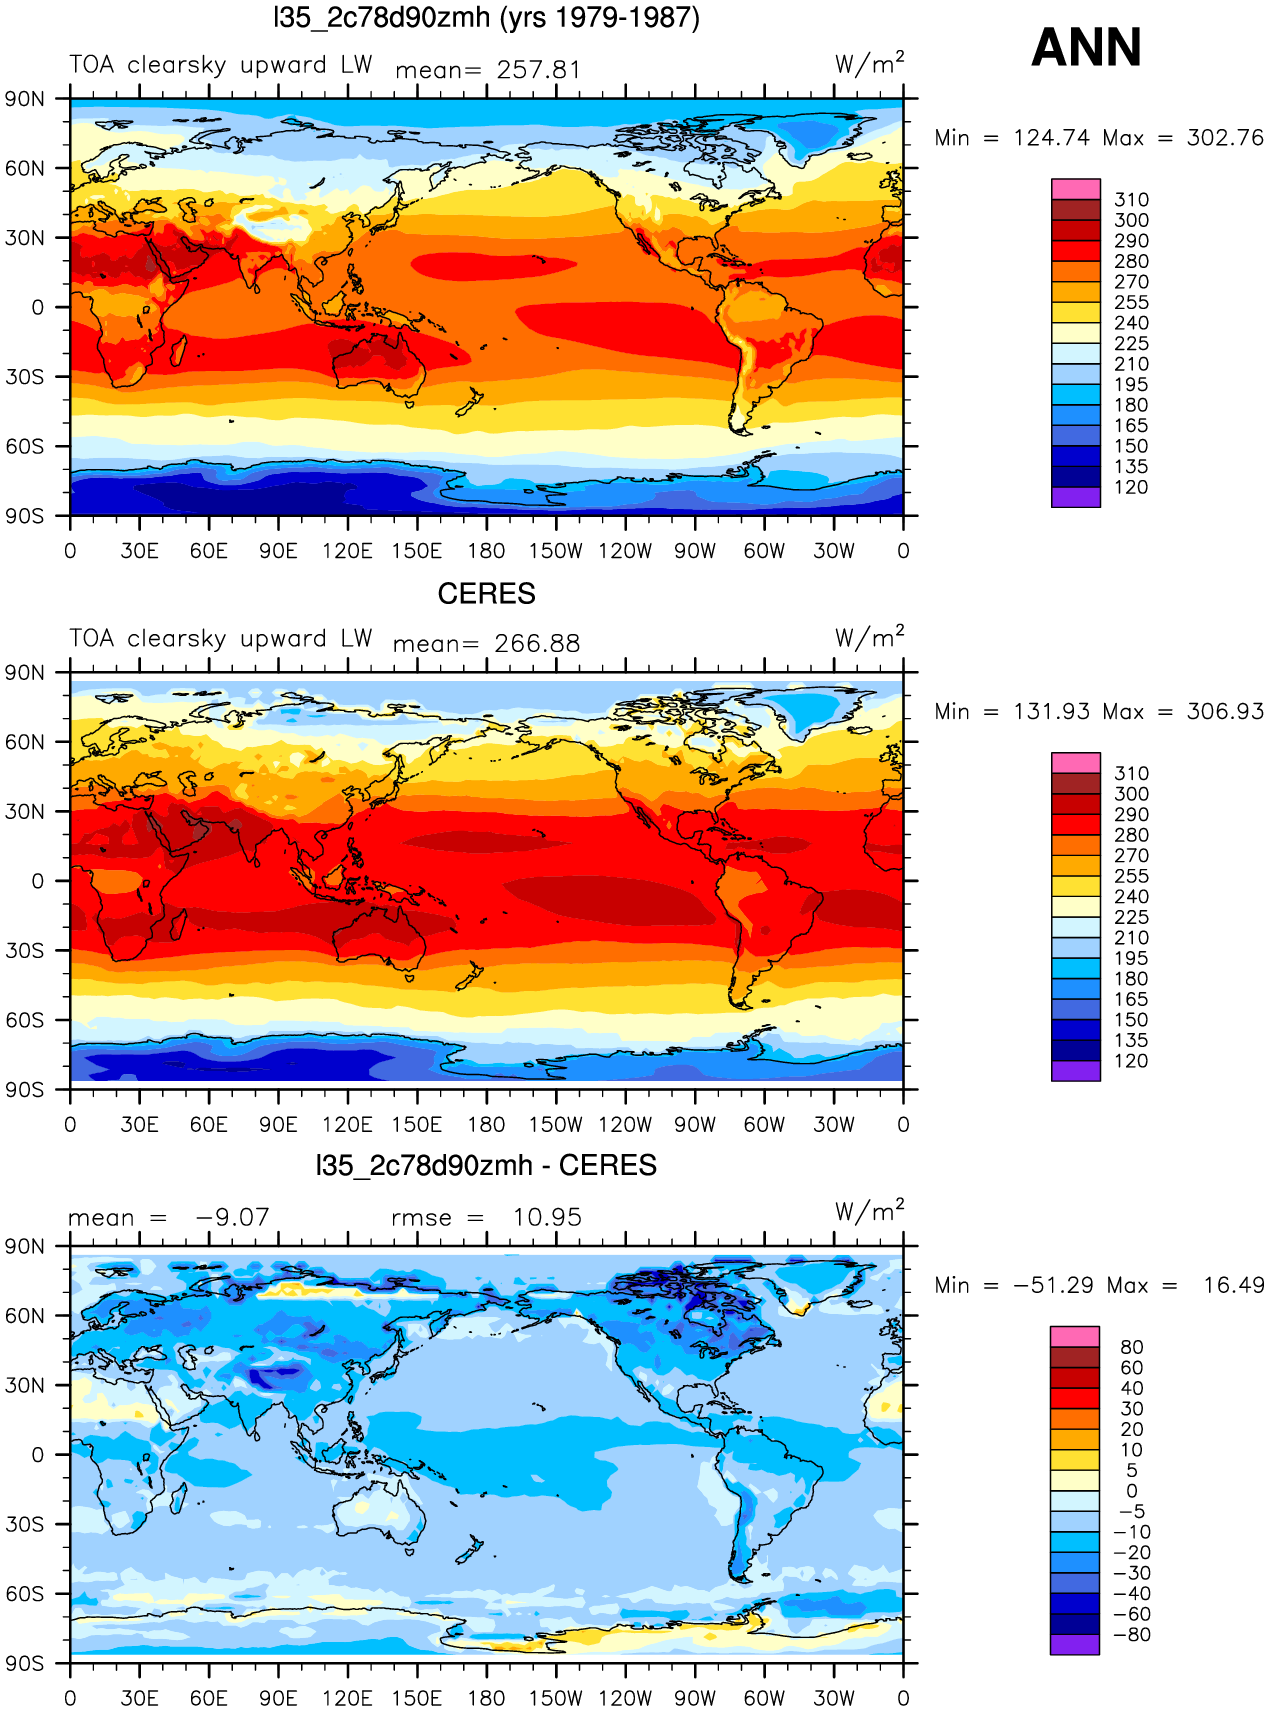 l35_2c78d90zmh (yrs 1979-1987)
ANN
TOA clearsky upward LW mean= 257.81 W/m²
Min = 124.74 Max = 302.76
90N
60N
30N
0
30S
60S
90S
0 30E 60E 90E 120E 150E 180 150W 120W 90W 60W 30W 0
310
300
290
280
270
255
240
225
210
195
180
165
150
135
120
CERES
TOA clearsky upward LW mean= 266.88 W/m²
Min = 131.93 Max = 306.93
90N
60N
30N
0
30S
60S
90S
0 30E 60E 90E 120E 150E 180 150W 120W 90W 60W 30W 0
310
300
290
280
270
255
240
225
210
195
180
165
150
135
120
l35_2c78d90zmh - CERES
mean = −9.07 rmse = 10.95 W/m²
Min = −51.29 Max = 16.49
90N
60N
30N
0
30S
60S
90S
0 30E 60E 90E 120E 150E 180 150W 120W 90W 60W 30W 0
80
60
40
30
20
10
5
0
−5
−10
−20
−30
−40
−60
−80